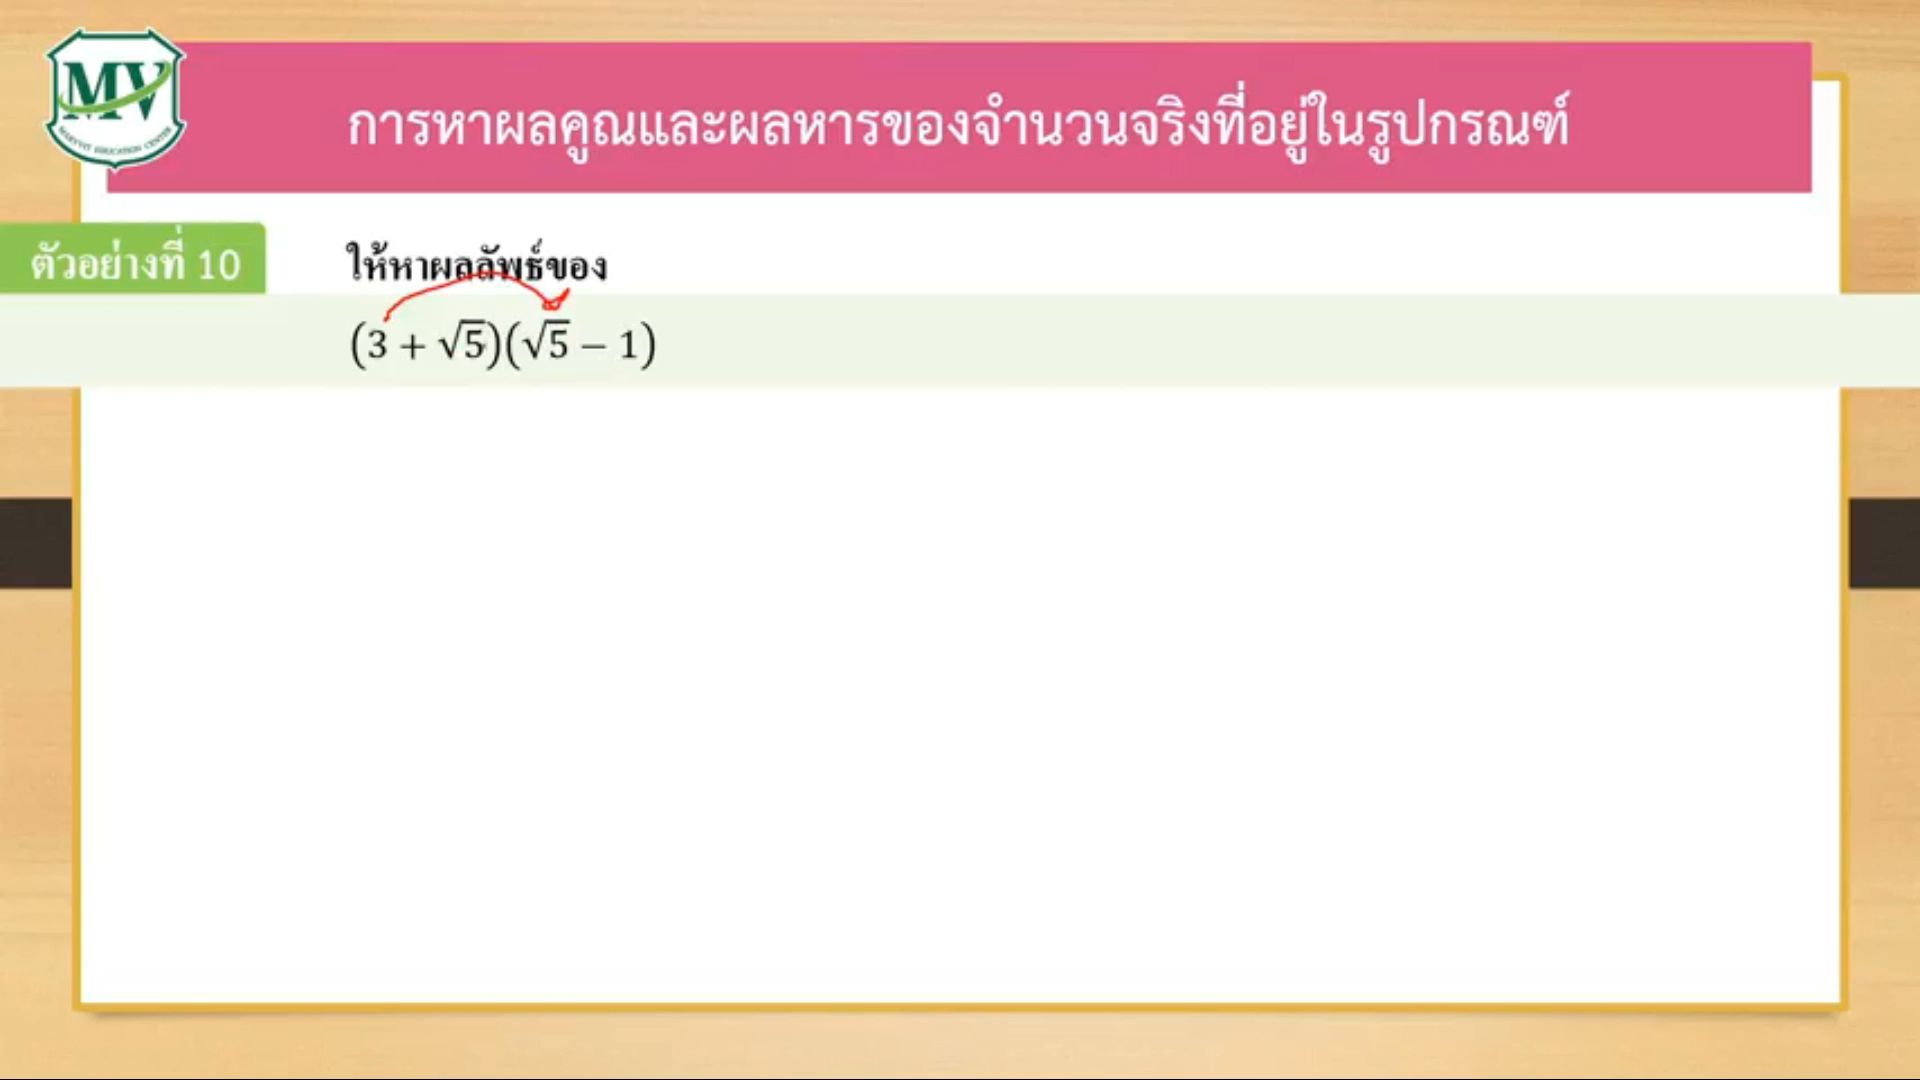 MV
MARVVIT EDUCATION CENTER
การหาผลคูณและผลหารของจำนวนจริงที่อยู่ในรูปกรณฑ์
ตัวอย่างที่ 10
ให้หาผลลัพธ์ของ
(3 + √5)(√5 − 1)